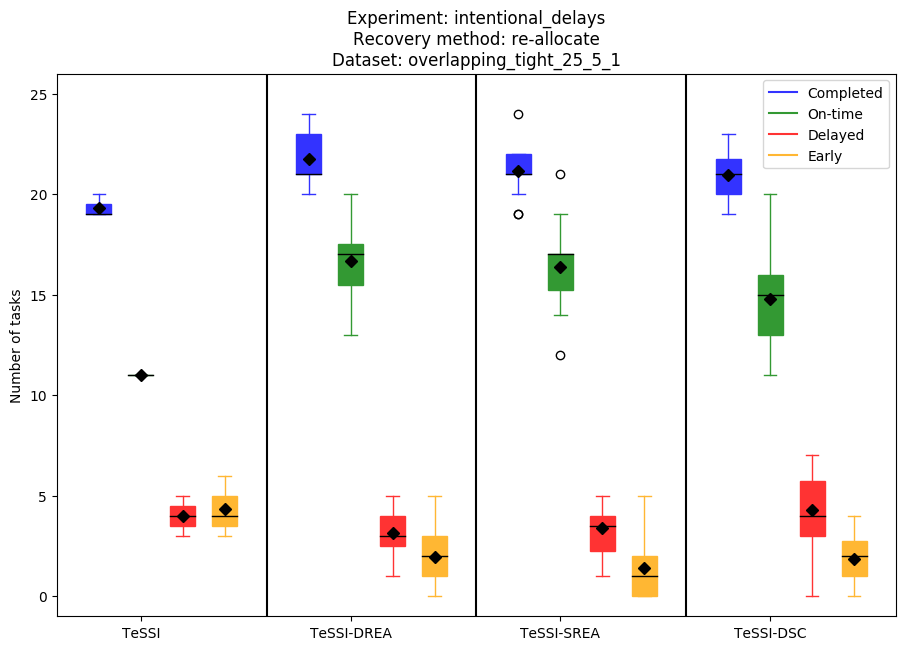 Experiment: intentional_delays
Recovery method: re-allocate
Dataset: overlapping_tight_25_5_1
Completed
On-time
Delayed
Early
Number of tasks
25
20
15
10
5
0
TeSSI
TeSSI-DREA
TeSSI-SREA
TeSSI-DSC